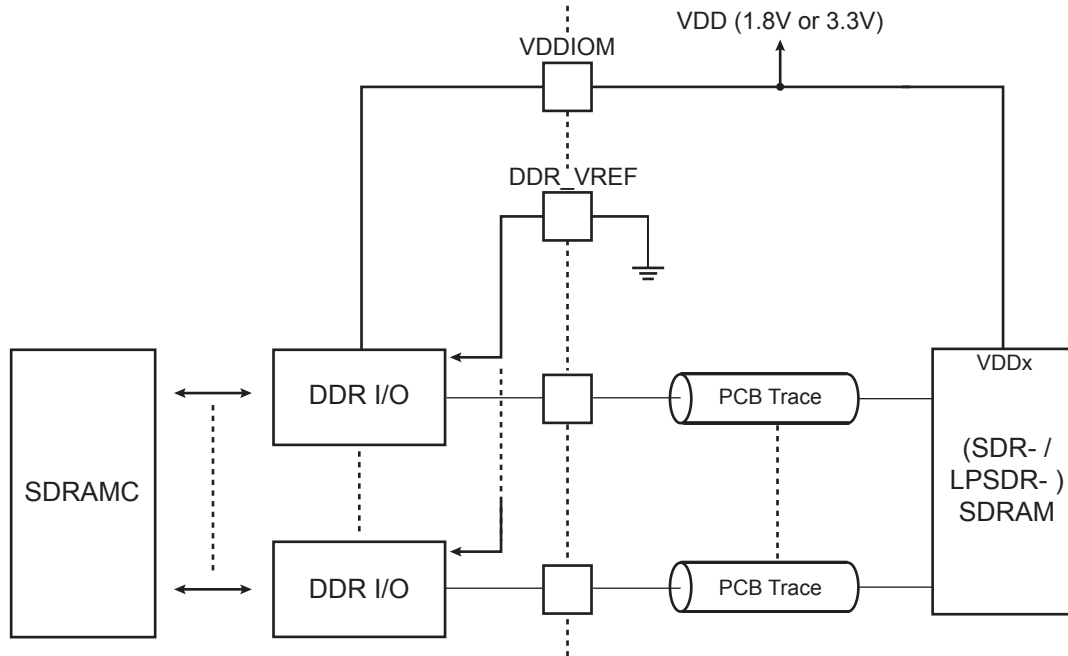 VDD (1.8V or 3.3V)
VDDIOM
DDR_VREF
VDDx
DDR I/O
PCB Trace
(SDR- /
LPSDR- )
SDRAM
SDRAMC
DDR I/O
PCB Trace